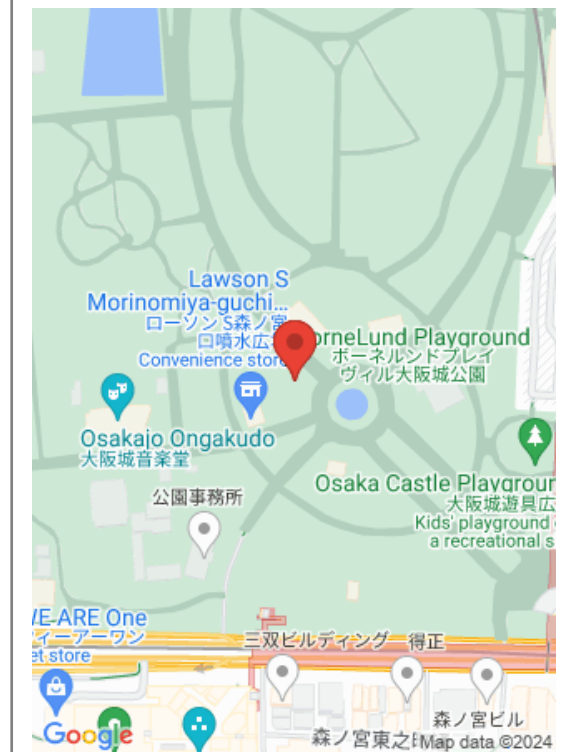 Lawson S
Morinomiya-guchi...
ローソン S森ノ宮
口噴水広
Convenience store
orneLund Playground
ボーネルンドプレイ
ヴィル大阪城公園
Osakajo Ongakudo
大阪城音楽堂
Osaka Castle Playgroun
大阪城遊具広
Kids' playground
a recreational s
公園事務所
WE ARE One
ィーアーワン
et store
三双ビルディング
得正
森ノ宮ビル
森ノ宮東之
Google
Map data ©2024